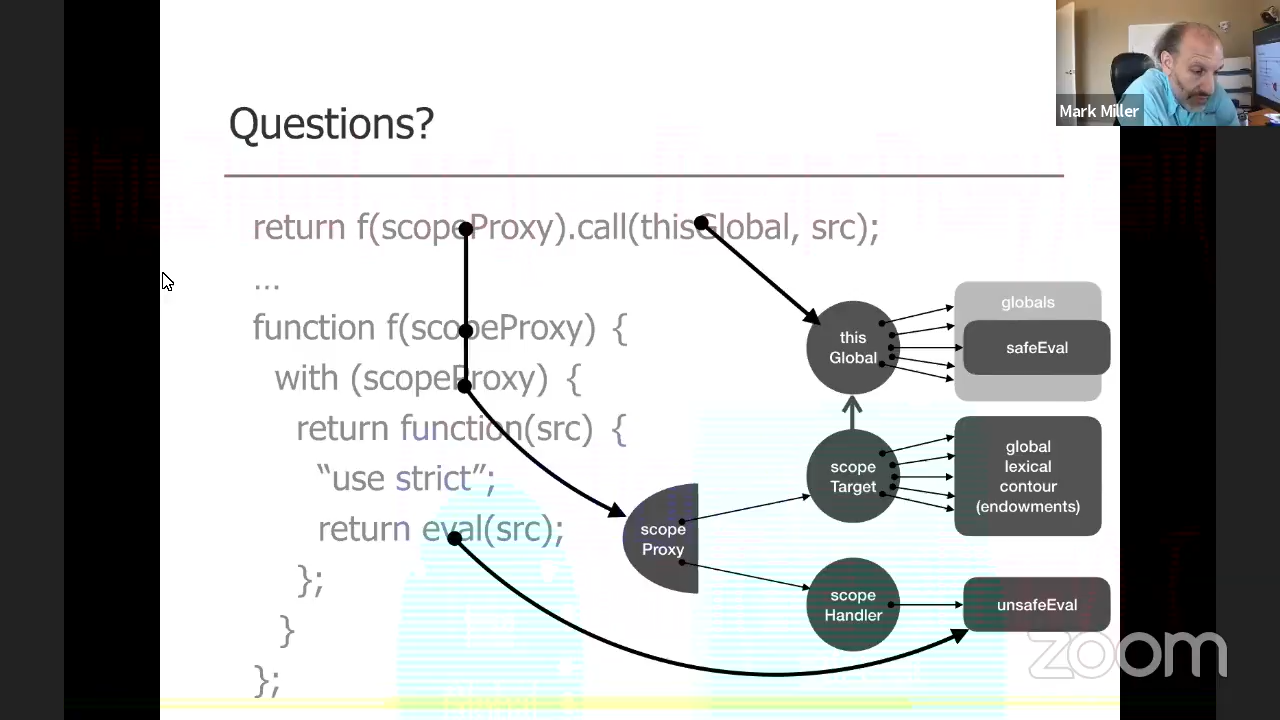 Mark Miller
Questions?
return f(scopeProxy).call(thisGlobal, src);
...
function f(scopeProxy) {
with (scopeProxy) {
return function(src) {
“use strict”;
return eval(src);
};
}
};
this
Global
globals
safeEval
scope
Target
global
lexical
contour
(endowments)
scope
Proxy
scope
Handler
unsafeEval
zoom